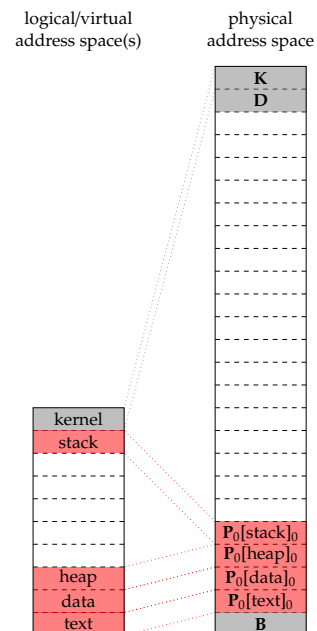 logical/virtual
address space(s)
physical
address space
K
D
kernel
stack
P0[stack]0
P0[heap]0
heap
P0[data]0
data
P0[text]0
text
B